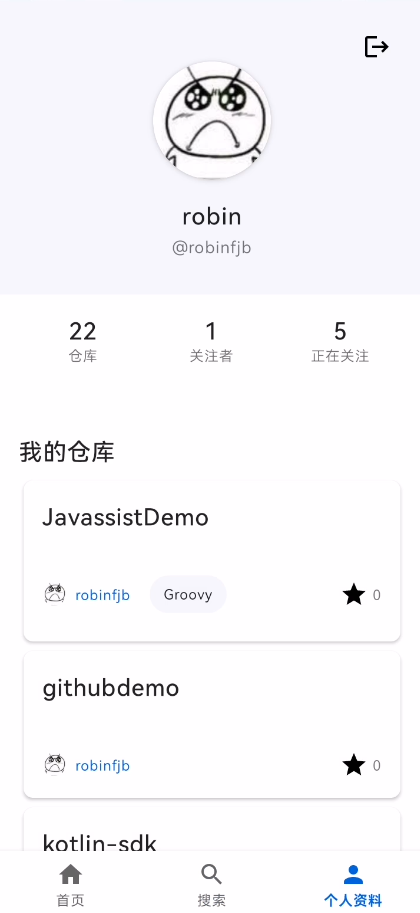 robin
@robinfjb
22 1 5
仓库 关注者 正在关注
我的仓库
JavassistDemo
robinfjb Groovy 0
githubdemo
robinfjb 0
kotlin-sdk
首页 搜索 个人资料